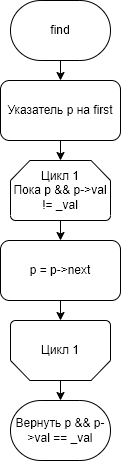 find
Указатель p на first
Цикл 1
Пока p && p->val
!= _val
p = p->next
Цикл 1
Вернуть p && p-
>val == _val